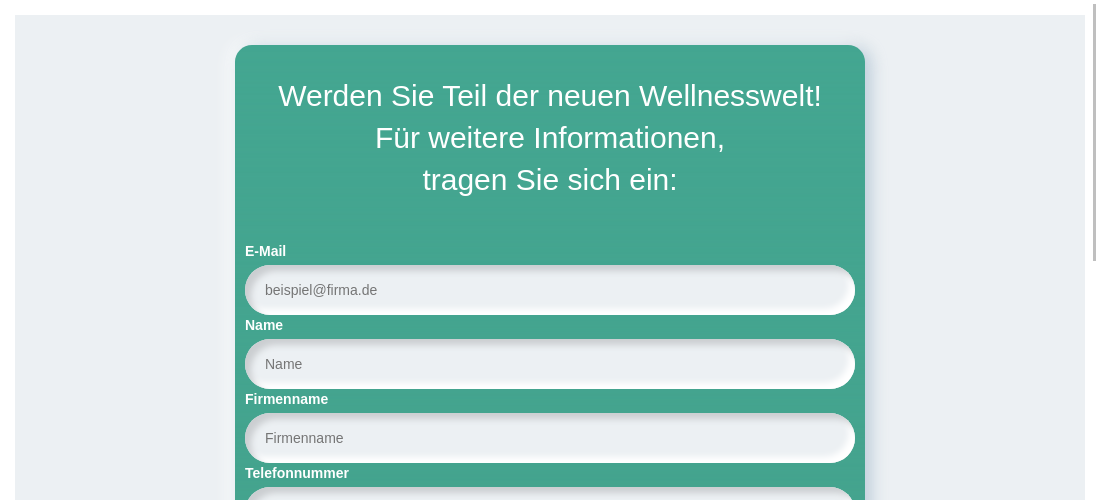 Werden Sie Teil der neuen Wellnesswelt!
Für weitere Informationen,
tragen Sie sich ein:
E-Mail
beispiel@firma.de
Name
Name
Firmenname
Firmenname
Telefonnummer